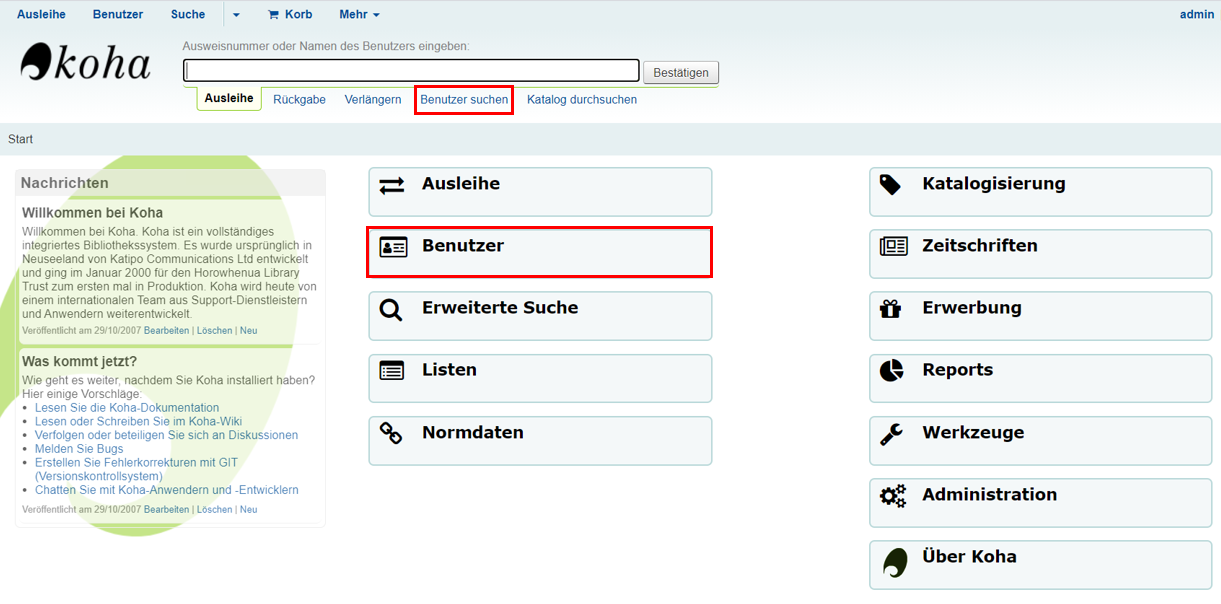 Ausleihe Benutzer Suche Korb Mehr admin
koha
Ausweisnummer oder Namen des Benutzers eingeben:
Bestätigen
Ausleihe Rückgabe Verlängern Benutzer suchen Katalog durchsuchen
Start
Nachrichten
Willkommen bei Koha
Willkommen bei Koha. Koha ist ein vollständiges
integriertes Bibliothekssystem. Es wurde ursprünglich in
Neuseeland von Katipo Communications Ltd entwickelt
und ging im Januar 2000 für den Horowhenua Library
Trust zum ersten mal in Produktion. Koha wird heute von
einem internationalen Team aus Support-Dienstleistern
und Anwendern weiterentwickelt.
Veröffentlicht am 29/10/2007 Bearbeiten | Löschen | Neu
Was kommt jetzt?
Wie geht es weiter, nachdem Sie Koha installiert haben?
Hier einige Vorschläge:
• Lesen Sie die Koha-Dokumentation
• Lesen oder Schreiben Sie im Koha-Wiki
• Verfolgen oder beteiligen Sie sich an Diskussionen
• Melden Sie Bugs
• Erstellen Sie Fehlerkorrekturen mit GIT
(Versionskontrollsystem)
• Chatten Sie mit Koha-Anwendern und -Entwicklern
Veröffentlicht am 29/10/2007 Bearbeiten | Löschen | Neu
Ausleihe
Benutzer
Erweiterte Suche
Listen
Normdaten
Katalogisierung
Zeitschriften
Erwerbung
Reports
Werkzeuge
Administration
Über Koha